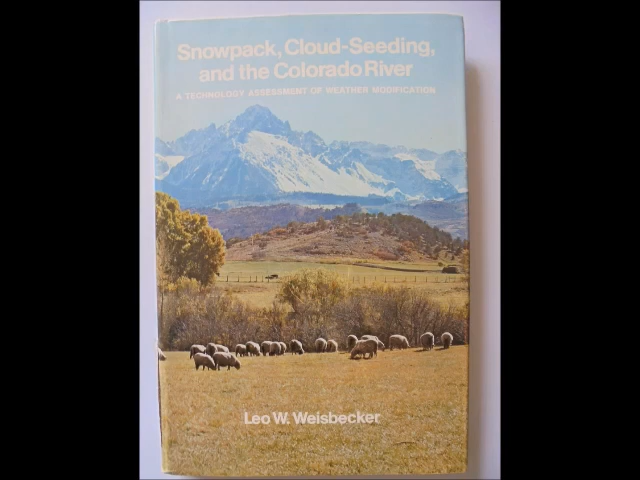 Snowpack, Cloud-Seeding,
and the Colorado River
A TECHNOLOGY ASSESSMENT OF WEATHER MODIFICATION
Leo W. Weisbecker